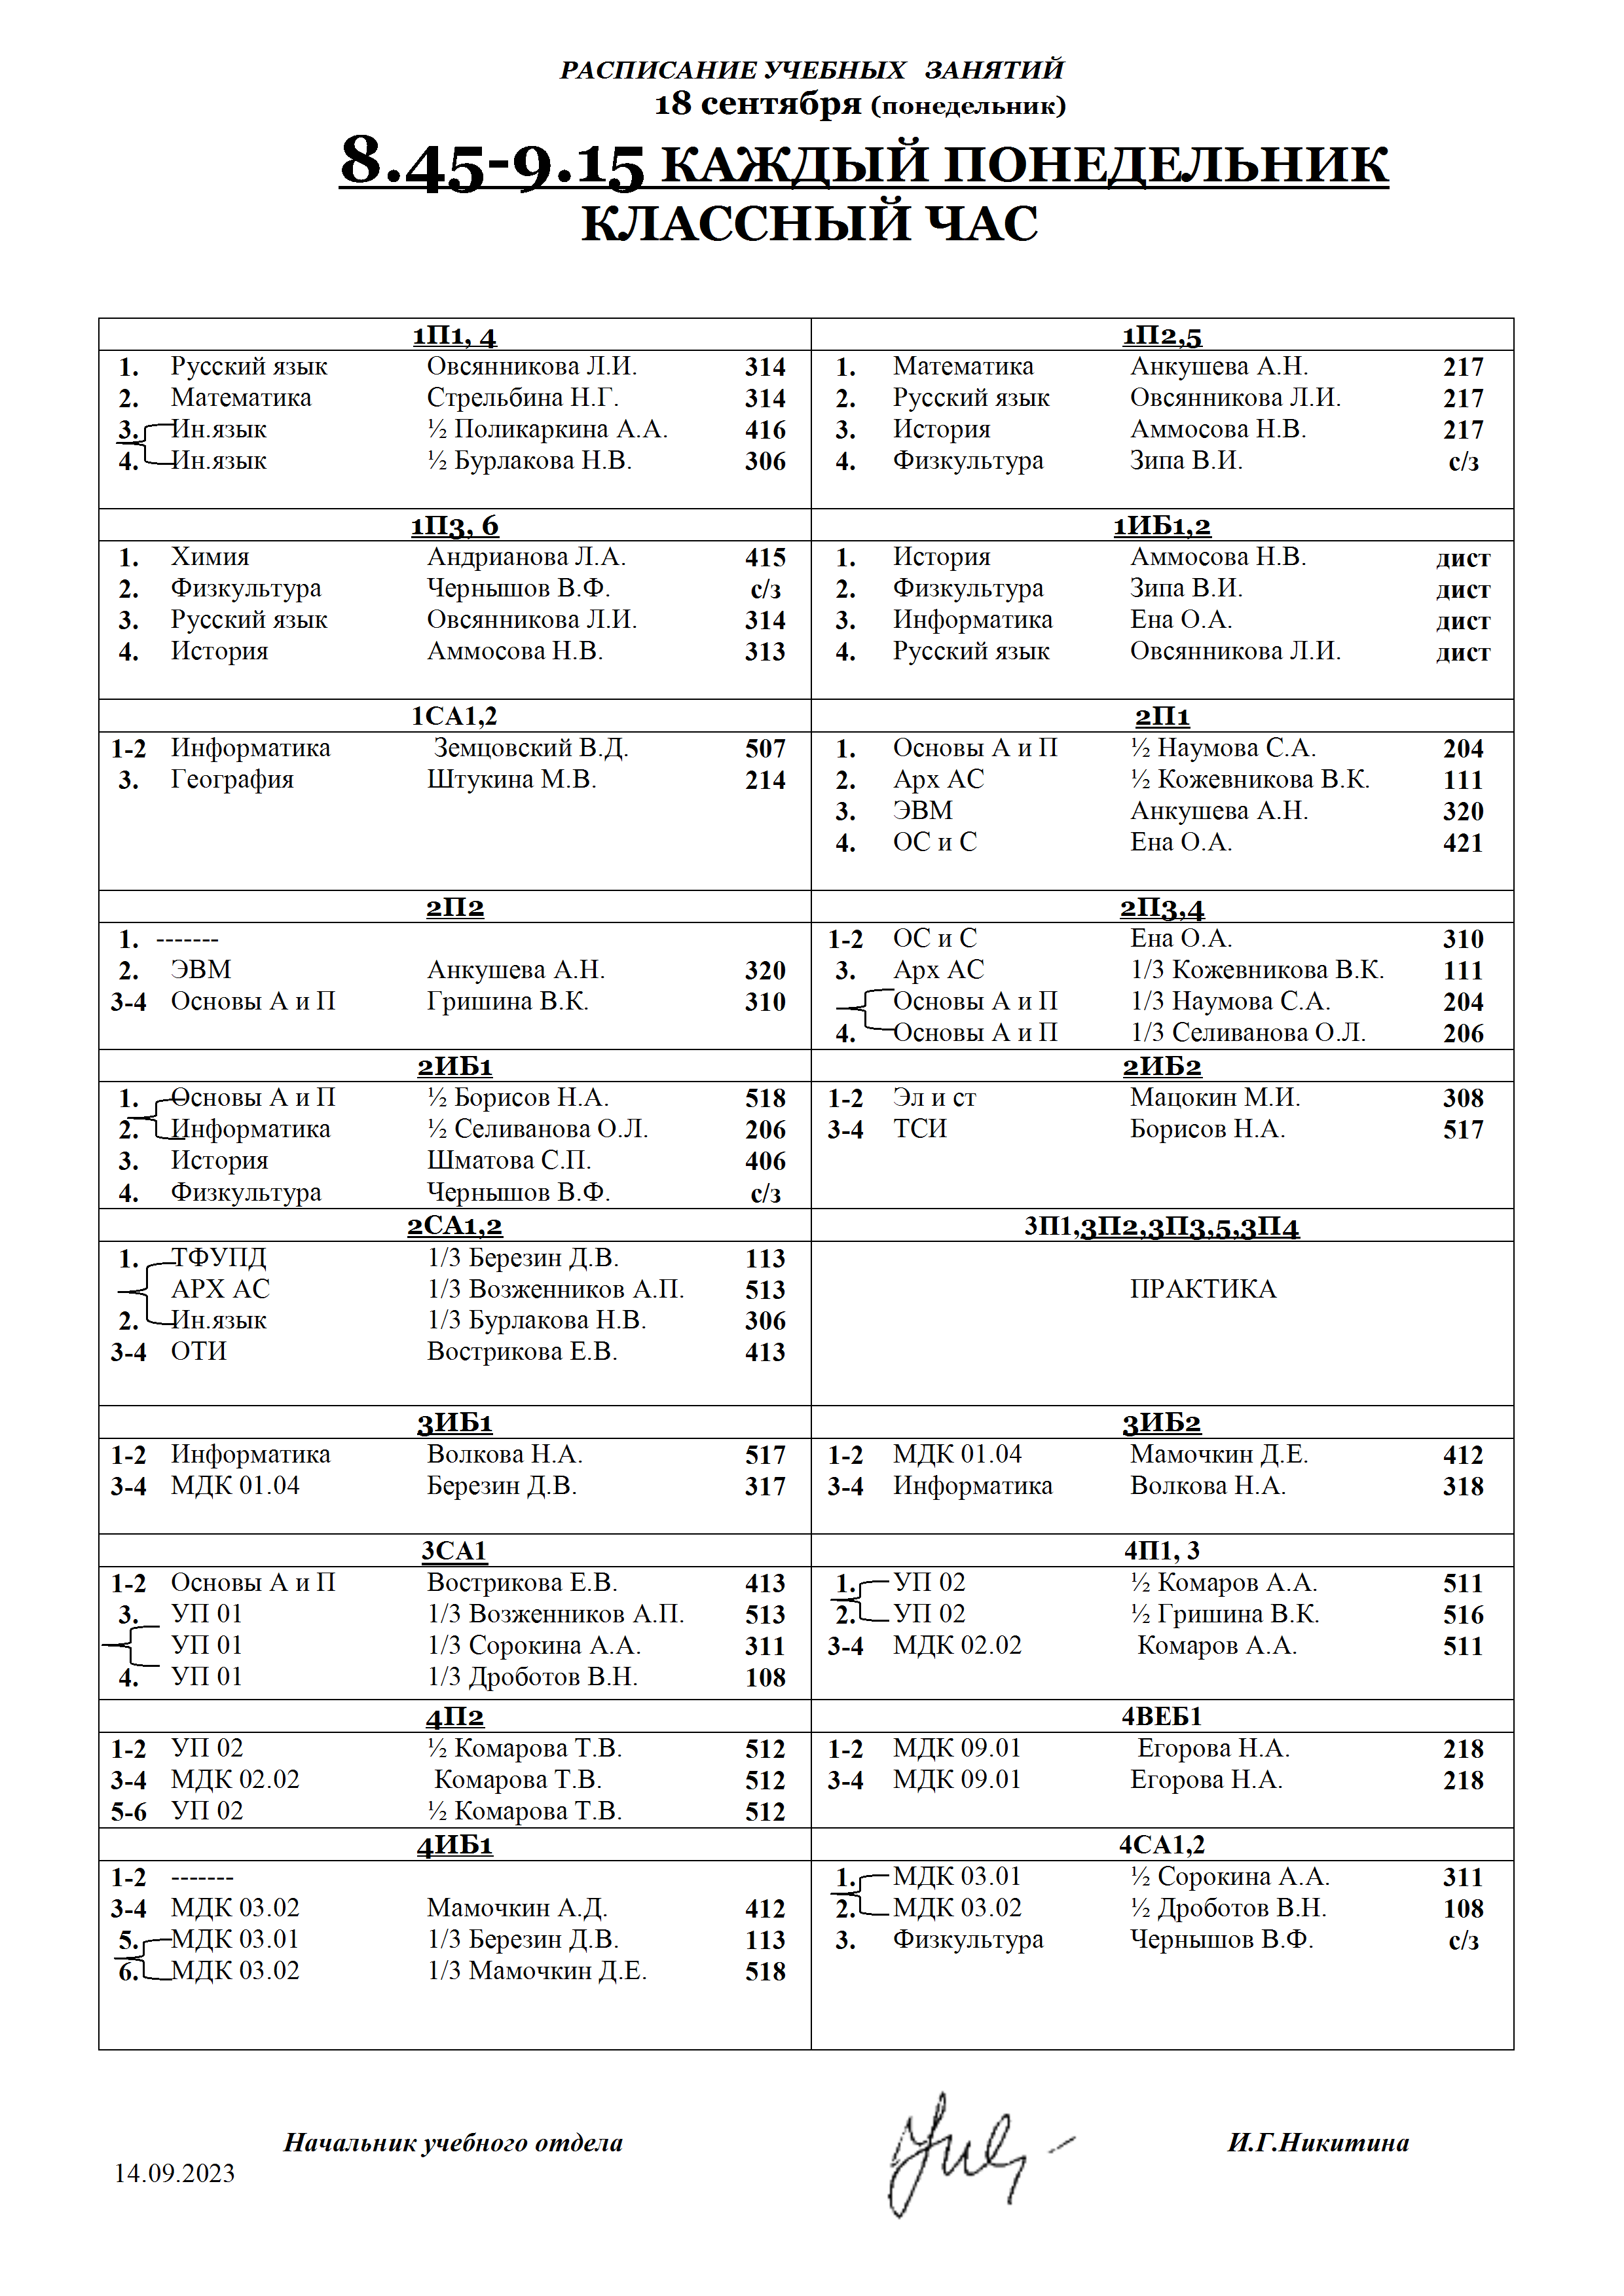 РАСПИСАНИЕ УЧЕБНЫХ ЗАНЯТИЙ
18 сентября (понедельник)
8.45-9.15 КАЖДЫЙ ПОНЕДЕЛЬНИК
КЛАССНЫЙ ЧАС
1П1, 4
1. Русский язык Овсянникова Л.И. 314
2. Математика Стрельбина Н.Г. 314
3. Ин.язык ½ Поликаркина А.А. 416
4. Ин.язык ½ Бурлакова Н.В. 306
1П2,5
1. Математика Анкушева А.Н. 217
2. Русский язык Овсянникова Л.И. 217
3. История Аммосова Н.В. 217
4. Физкультура Зипа В.И. с/з
1П3, 6
1. Химия Андрианова Л.А. 415
2. Физкультура Чернышов В.Ф. с/з
3. Русский язык Овсянникова Л.И. 314
4. История Аммосова Н.В. 313
1ИБ1,2
1. История Аммосова Н.В. дист
2. Физкультура Зипа В.И. дист
3. Информатика Ена О.А. дист
4. Русский язык Овсянникова Л.И. дист
1СА1,2
1-2 Информатика Земцовский В.Д. 507
3. География Штукина М.В. 214
2П1
1. Основы А и П ½ Наумова С.А. 204
2. Арх АС ½ Кожевникова В.К. 111
3. ЭВМ Анкушева А.Н. 320
4. ОС и С Ена О.А. 421
2П2
1. -------
2. ЭВМ Анкушева А.Н. 320
3-4 Основы А и П Гришина В.К. 310
2П3,4
1-2 ОС и С Ена О.А. 310
3. Арх АС 1/3 Кожевникова В.К. 111
Основы А и П 1/3 Наумова С.А. 204
4. Основы А и П 1/3 Селиванова О.Л. 206
2ИБ1
1. Основы А и П ½ Борисов Н.А. 518
2. Информатика ½ Селиванова О.Л. 206
3. История Шматова С.П. 406
4. Физкультура Чернышов В.Ф. с/з
2ИБ2
1-2 Эл и ст Мацокин М.И. 308
3-4 ТСИ Борисов Н.А. 517
2СА1,2
1. ТФУПД 1/3 Березин Д.В. 113
АРХ АС 1/3 Возженников А.П. 513
2. Ин.язык 1/3 Бурлакова Н.В. 306
3-4 ОТИ Вострикова Е.В. 413
3П1,3П2,3П3,5,3П4
ПРАКТИКА
3ИБ1
1-2 Информатика Волкова Н.А. 517
3-4 МДК 01.04 Березин Д.В. 317
3ИБ2
1-2 МДК 01.04 Мамочкин Д.Е. 412
3-4 Информатика Волкова Н.А. 318
3СА1
1-2 Основы А и П Вострикова Е.В. 413
3. УП 01 1/3 Возженников А.П. 513
УП 01 1/3 Сорокина А.А. 311
4. УП 01 1/3 Дроботов В.Н. 108
4П1, 3
1. УП 02 ½ Комаров А.А. 511
2. УП 02 ½ Гришина В.К. 516
3-4 МДК 02.02 Комаров А.А. 511
4П2
1-2 УП 02 ½ Комарова Т.В. 512
3-4 МДК 02.02 Комарова Т.В. 512
5-6 УП 02 ½ Комарова Т.В. 512
4ВЕБ1
1-2 МДК 09.01 Егорова Н.А. 218
3-4 МДК 09.01 Егорова Н.А. 218
4ИБ1
1-2 -------
3-4 МДК 03.02 Мамочкин А.Д. 412
5. МДК 03.01 1/3 Березин Д.В. 113
6. МДК 03.02 1/3 Мамочкин Д.Е. 518
4СА1,2
1. МДК 03.01 ½ Сорокина А.А. 311
2. МДК 03.02 ½ Дроботов В.Н. 108
3. Физкультура Чернышов В.Ф. с/з
Начальник учебного отдела И.Г.Никитина
14.09.2023